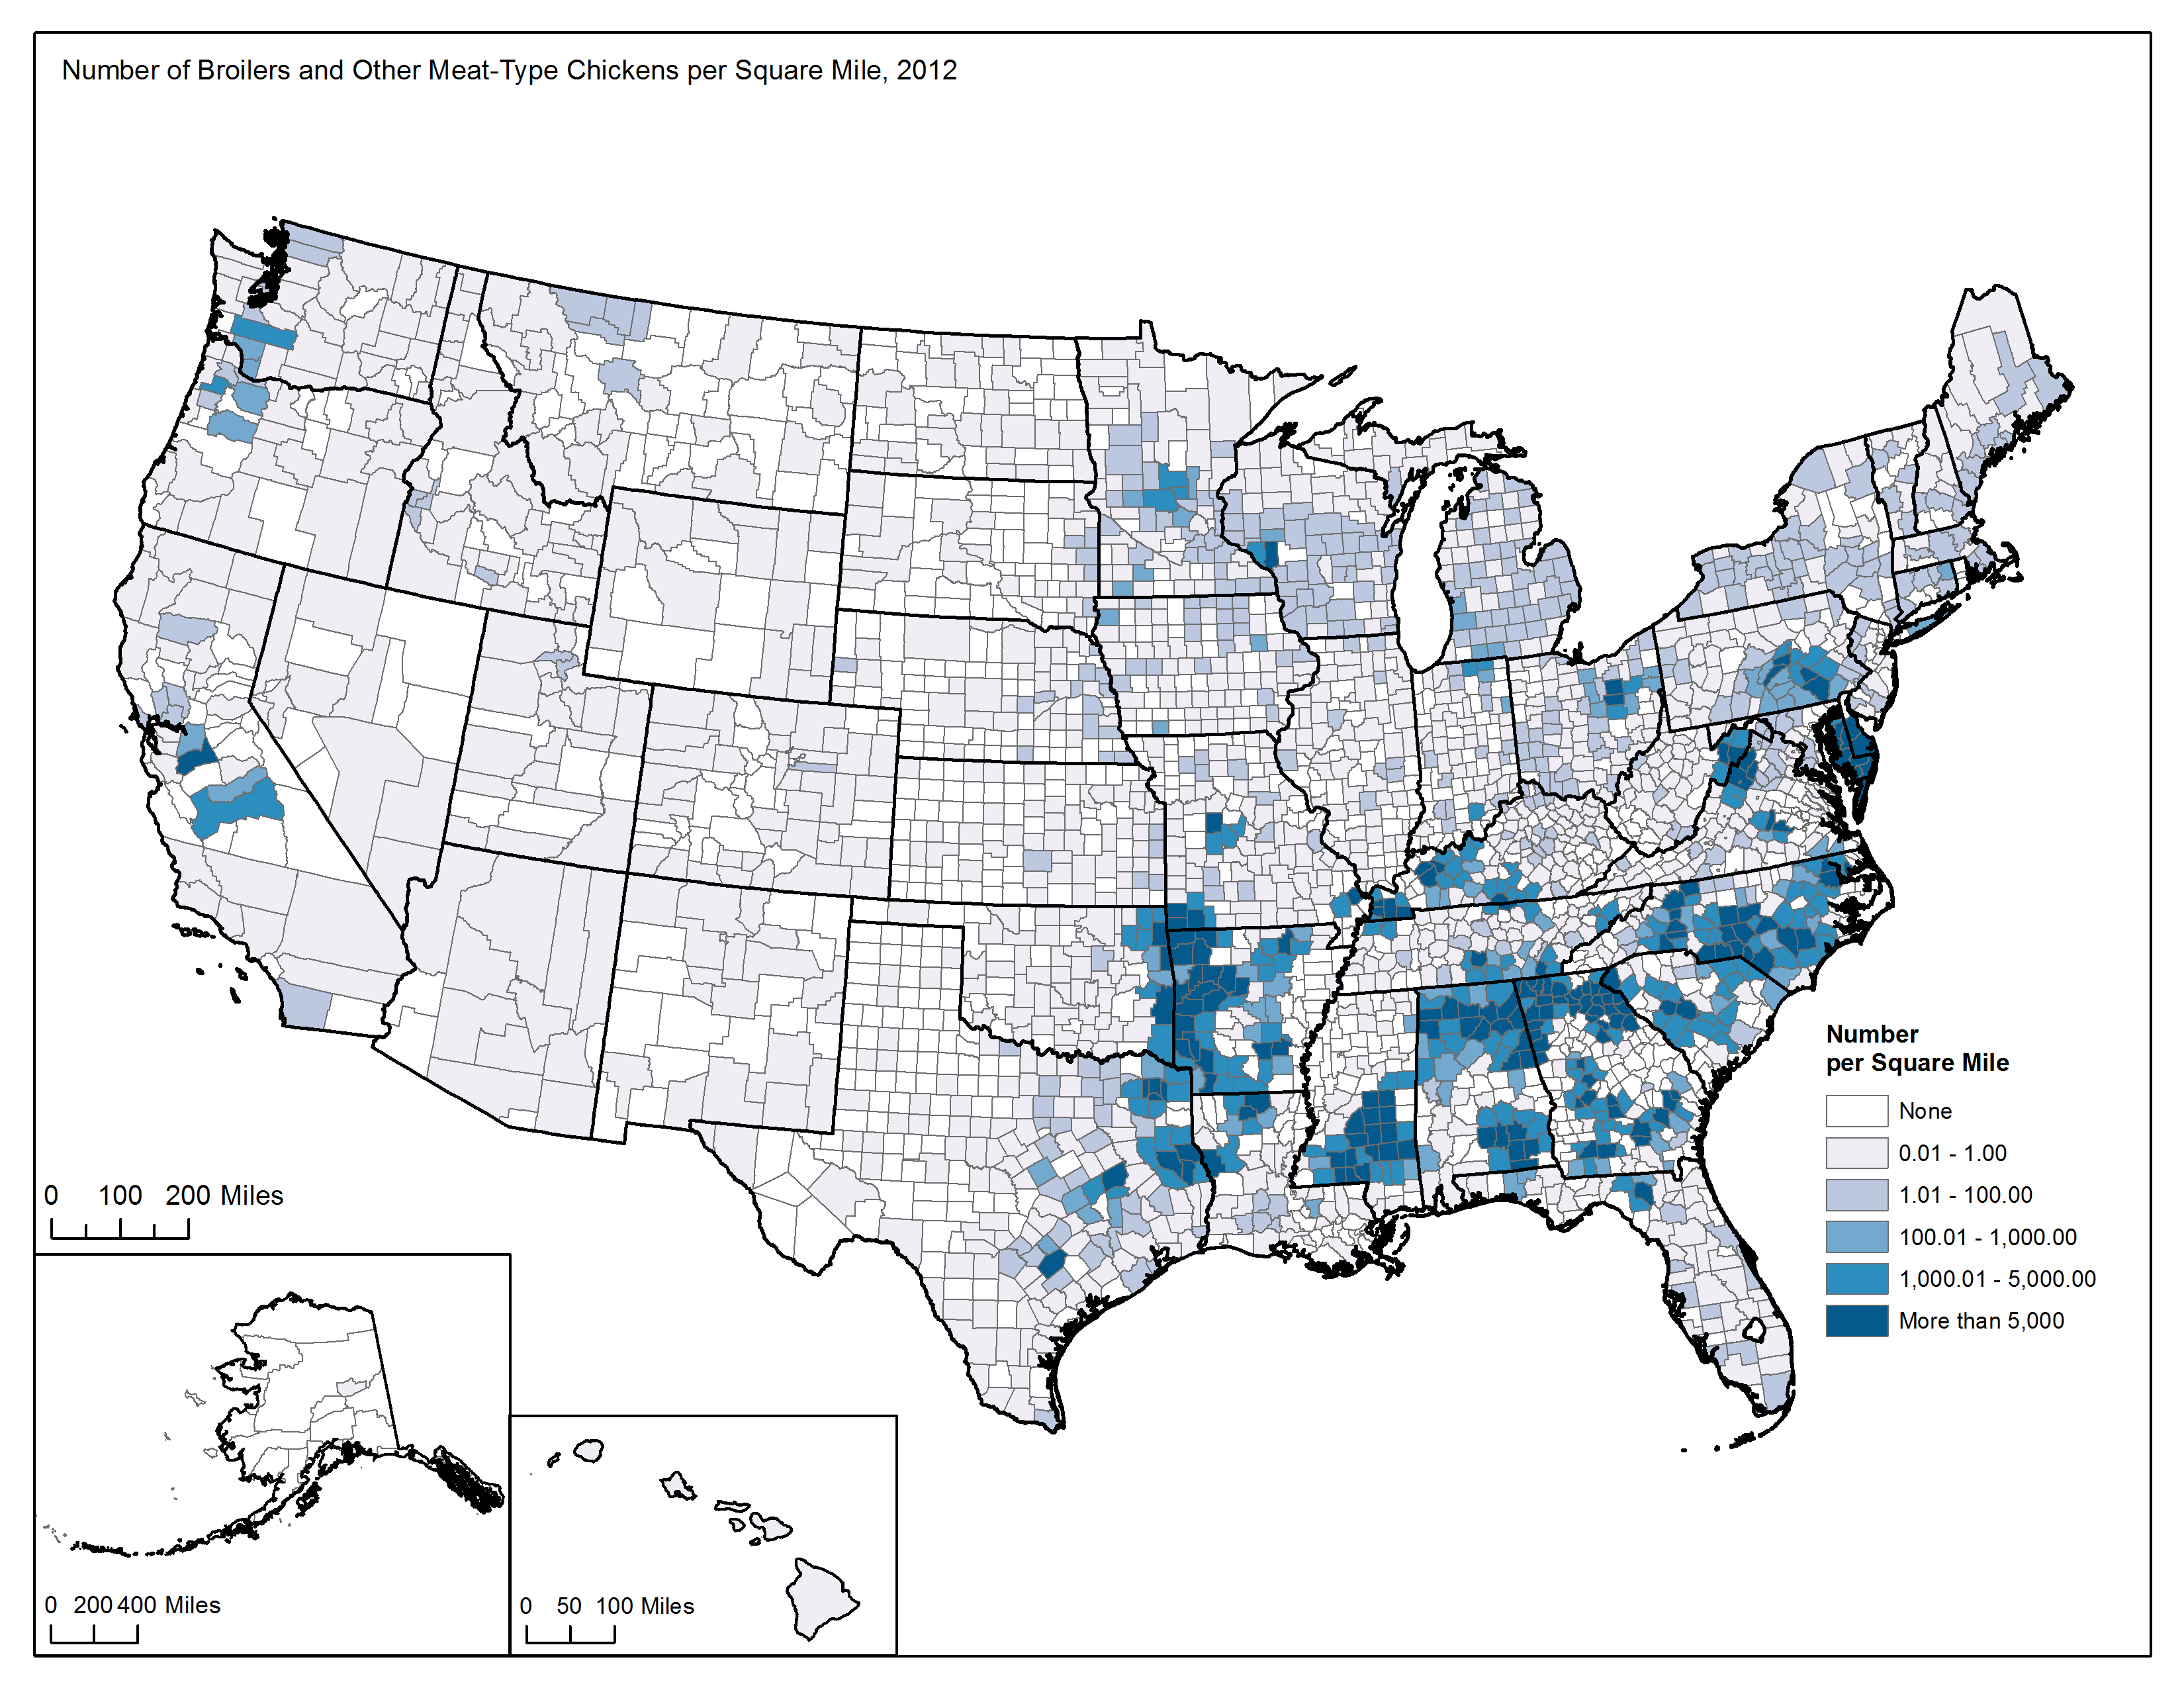 Number of Broilers and Other Meat-Type Chickens per Square Mile, 2012
Number
per Square Mile
None
0.01 - 1.00
1.01 - 100.00
100.01 - 1,000.00
1,000.01 - 5,000.00
More than 5,000
0 100 200 Miles
0 200 400 Miles
0 50 100 Miles